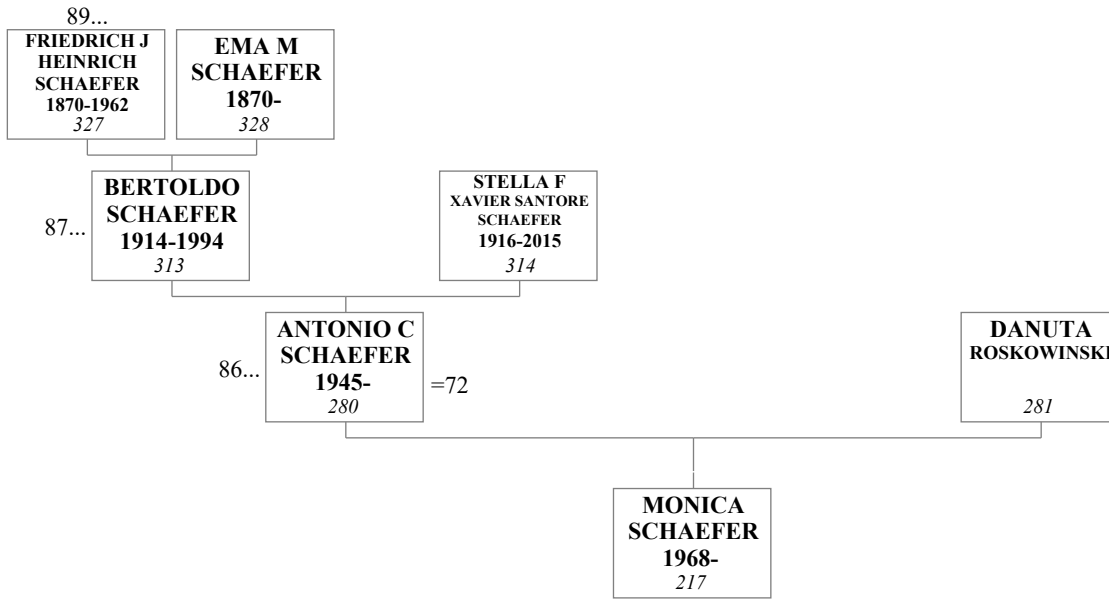 89...
FRIEDRICH J
HEINRICH
SCHAEFER
1870-1962
327
EMA M
SCHAEFER
1870-
328
87...
BERTOLDO
SCHAEFER
1914-1994
313
STELLA F
XAVIER SANTORE
SCHAEFER
1916-2015
314
86...
ANTONIO C
SCHAEFER
1945-
280
=72
DANUTA
ROSKOWINSKI
281
MONICA
SCHAEFER
1968-
217